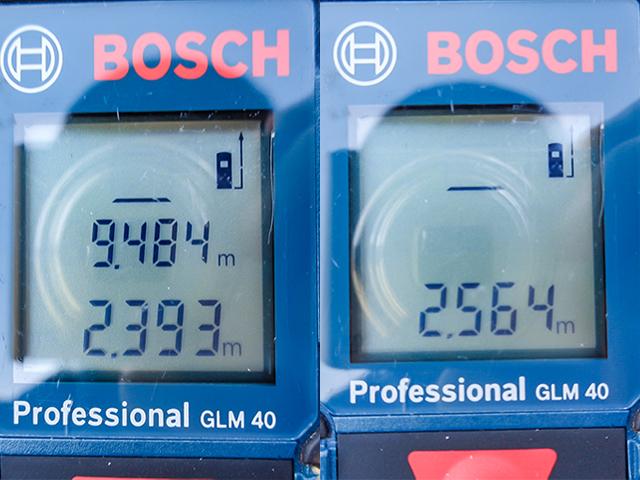 BOSCH
9.484 m
2.393 m
Professional GLM 40
BOSCH
2.564 m
Professional GLM 40